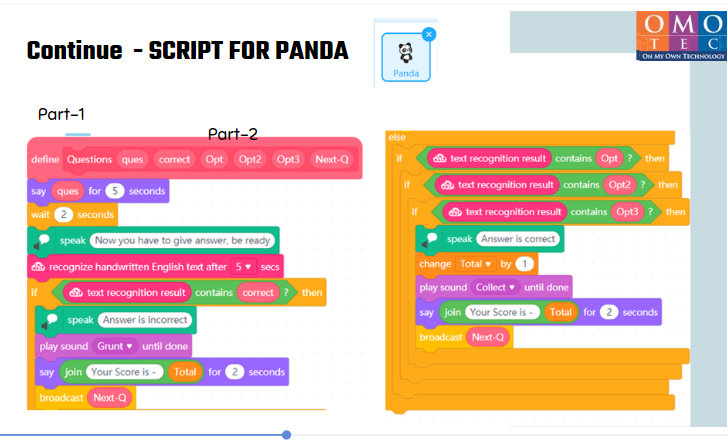 Continue - SCRIPT FOR PANDA
Panda
OMO
TEC
ON MY OWN TECHNOLOGY
Part-1
Part-2
define Questions ques correct Opt Opt2 Opt3 Next-Q
say ques for 5 seconds
wait 2 seconds
speak Now you have to give answer, be ready
recognize handwritten English text after 5 secs
if text recognition result contains correct ? then
speak Answer is incorrect
play sound Grunt until done
say join Your Score is - Total for 2 seconds
broadcast Next-Q
else
if text recognition result contains Opt ? then
if text recognition result contains Opt2 ? then
if text recognition result contains Opt3 ? then
speak Answer is correct
change Total by 1
play sound Collect until done
say join Your Score is - Total for 2 seconds
broadcast Next-Q